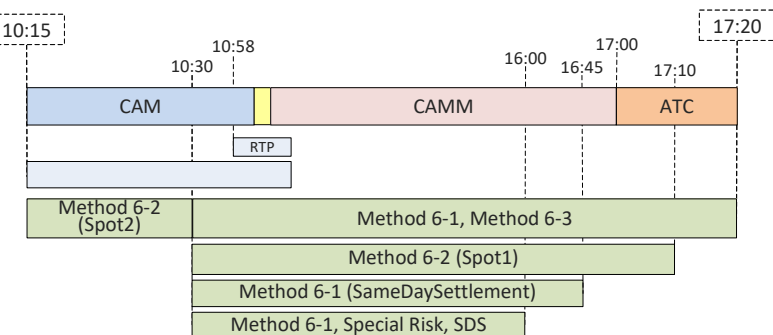 10:15
17:20
10:58
17:00
10:30
16:00
16:45
17:10
CAM
CAMM
ATC
RTP
Method 6-2
(Spot2)
Method 6-1, Method 6-3
Method 6-2 (Spot1)
Method 6-1 (SameDaySettlement)
Method 6-1, Special Risk, SDS